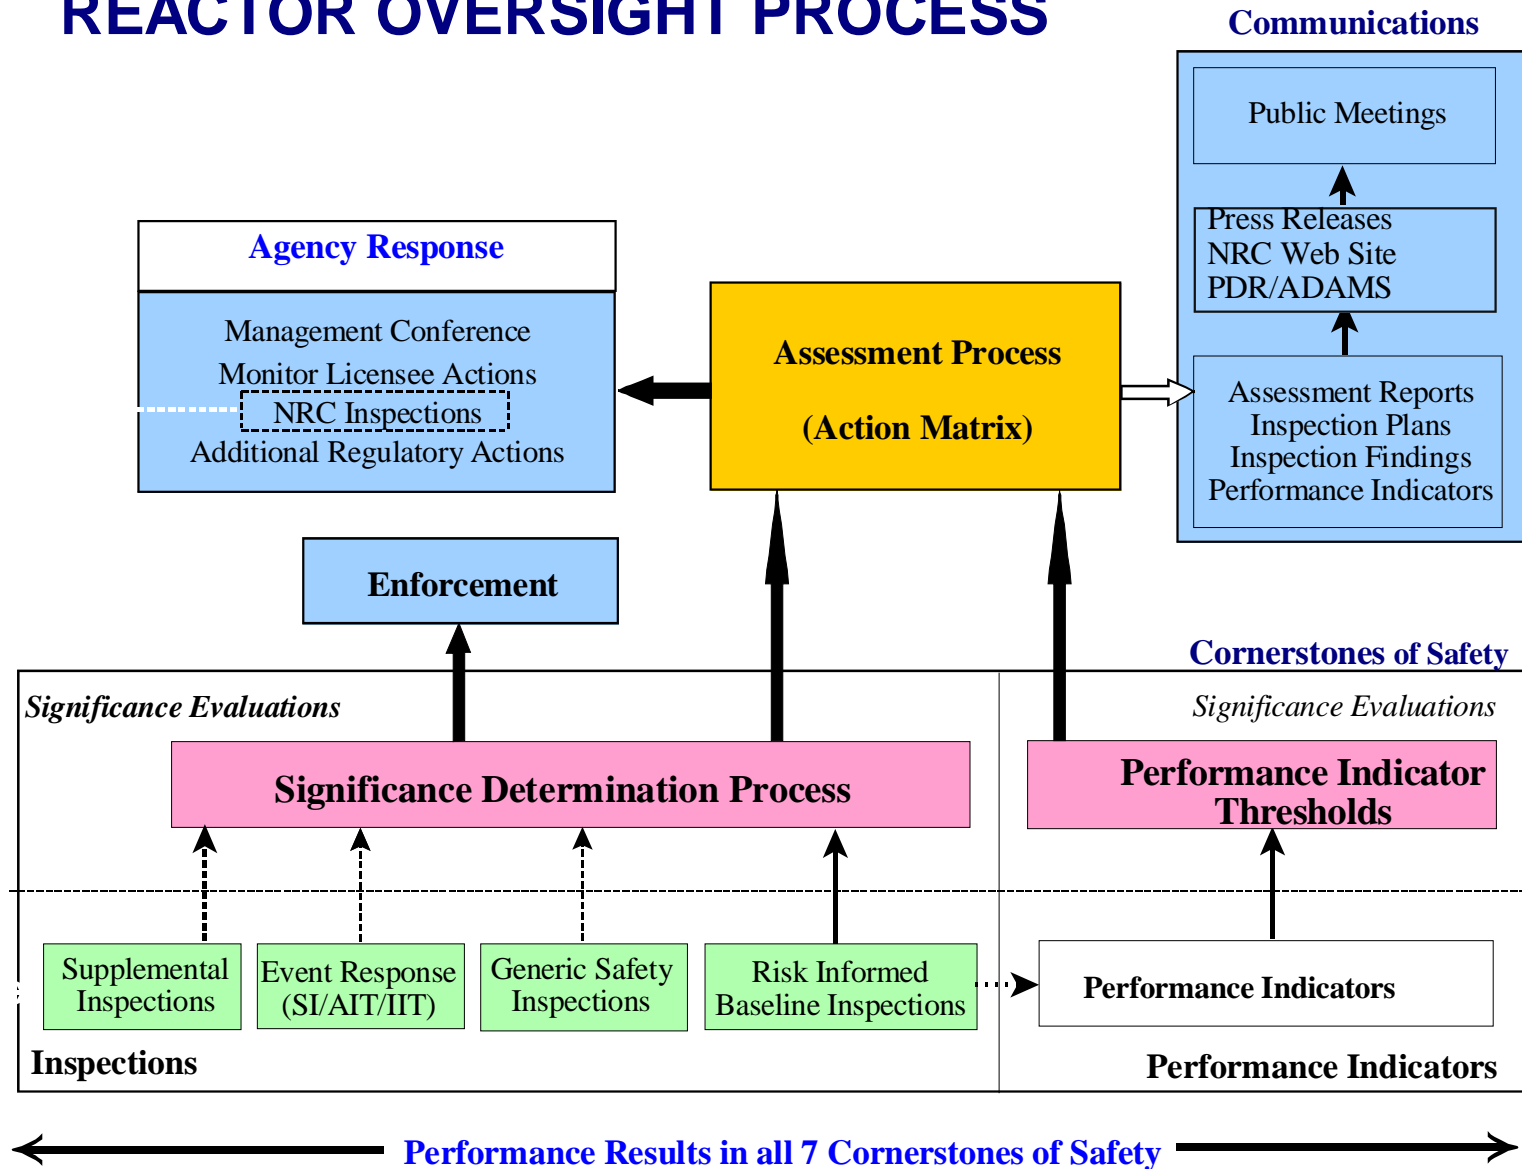 REACTOR OVERSIGHT PROCESS
Communications
Public Meetings
Press Releases
NRC Web Site
PDR/ADAMS
Assessment Reports
Inspection Plans
Inspection Findings
Performance Indicators
Agency Response
Management Conference
Monitor Licensee Actions
NRC Inspections
Additional Regulatory Actions
Assessment Process
(Action Matrix)
Enforcement
Cornerstones of Safety
Significance Evaluations
Significance Evaluations
Significance Determination Process
Performance Indicator
Thresholds
Supplemental
Inspections
Event Response
(SI/AIT/IIT)
Generic Safety
Inspections
Risk Informed
Baseline Inspections
Performance Indicators
Inspections
Performance Indicators
Performance Results in all 7 Cornerstones of Safety